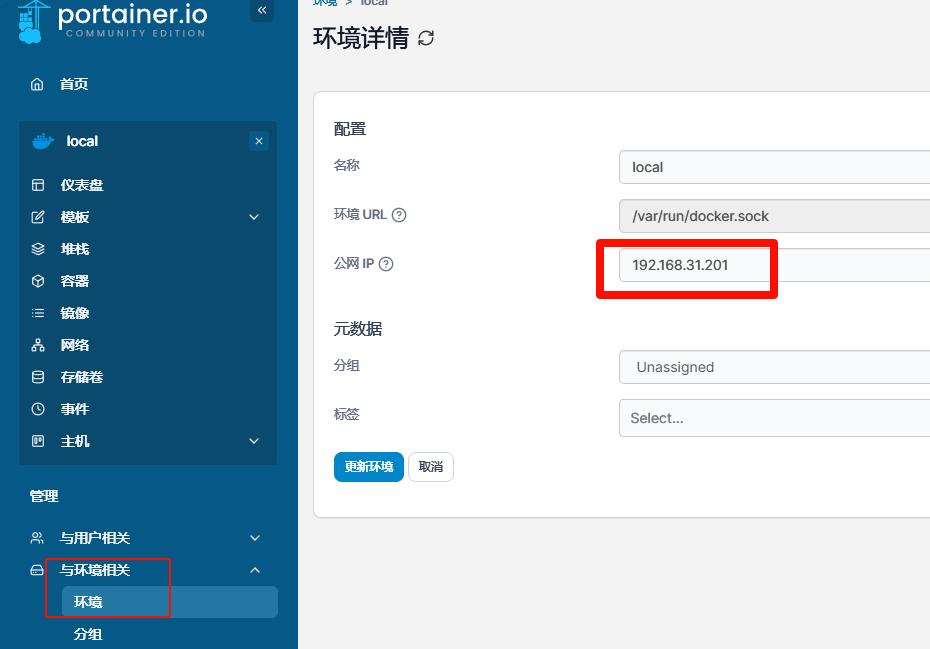 portainer.io
COMMUNITY EDITION
首页
local
仪表盘
模板
堆栈
容器
镜像
网络
存储卷
事件
主机
管理
与用户相关
与环境相关
环境
分组
环境 > local
环境详情
配置
名称 local
环境 URL /var/run/docker.sock
公网 IP 192.168.31.201
元数据
分组 Unassigned
标签 Select...
更新环境 取消